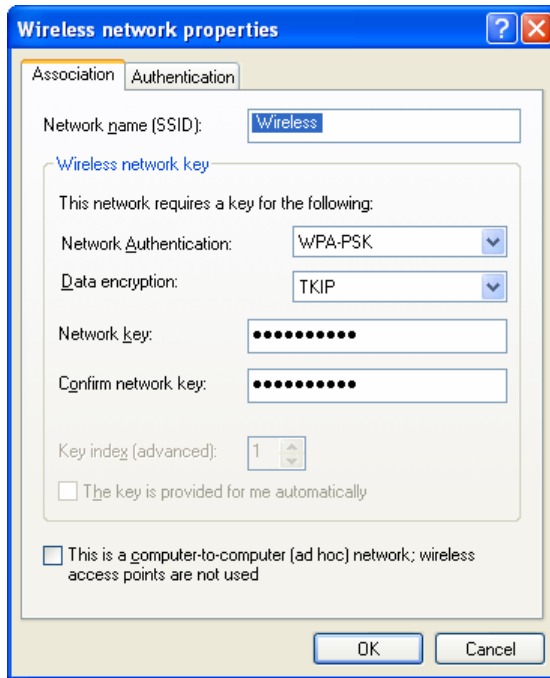 Wireless network properties
Association
Authentication
Network name (SSID):
Wireless
Wireless network key
This network requires a key for the following:
Network Authentication:
WPA-PSK
Data encryption:
TKIP
Network key:
••••••••••
Confirm network key:
••••••••••
Key index (advanced):
1
The key is provided for me automatically
This is a computer-to-computer (ad hoc) network; wireless
access points are not used
OK
Cancel